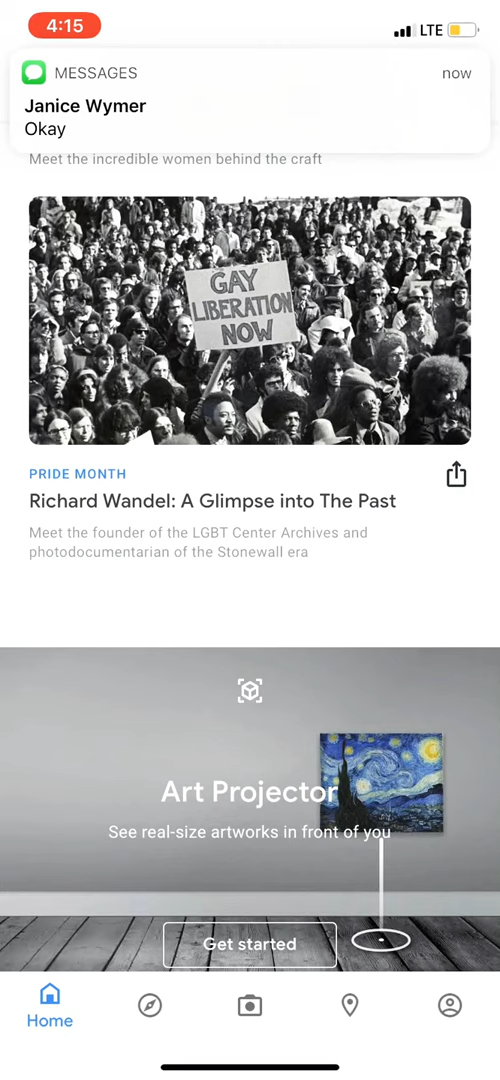 4:15
LTE
MESSAGES
now
Janice Wymer
Okay
Meet the incredible women behind the craft
GAY
LIBERATION
NOW
PRIDE MONTH
Richard Wandel: A Glimpse into The Past
Meet the founder of the LGBT Center Archives and
photodocumentarian of the Stonewall era
Art Projector
See real-size artworks in front of you
Get started
Home